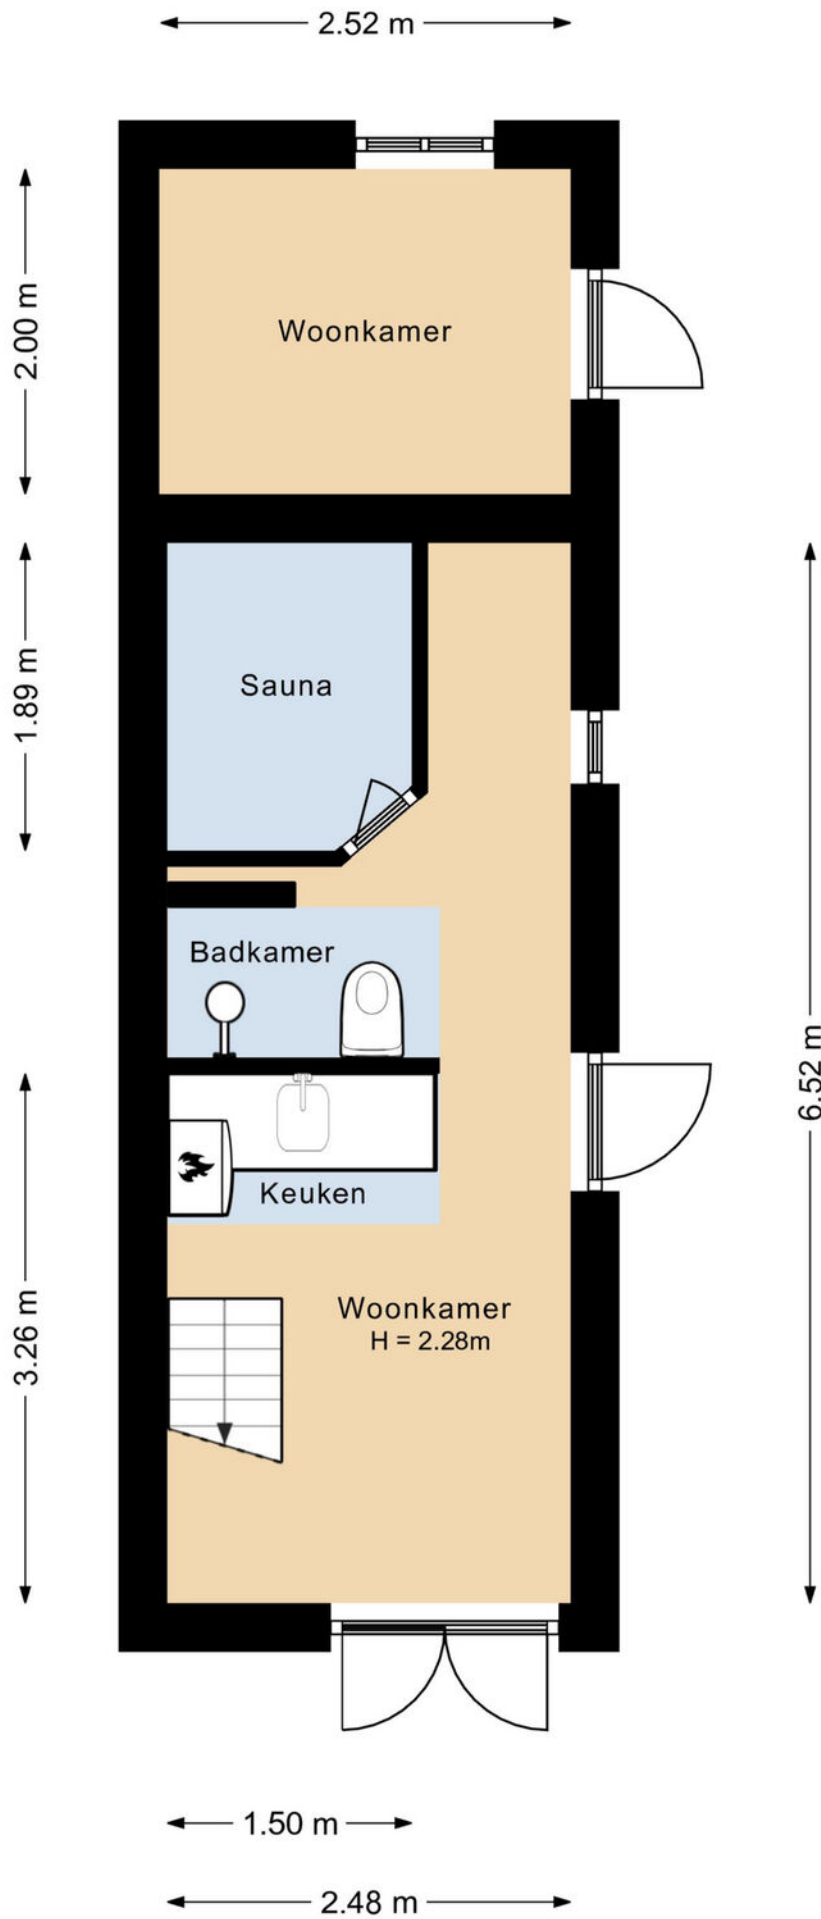 2.52 m
2.00 m
Woonkamer
1.89 m
Sauna
Badkamer
6.52 m
Keuken
3.26 m
Woonkamer
H = 2.28m
1.50 m
2.48 m